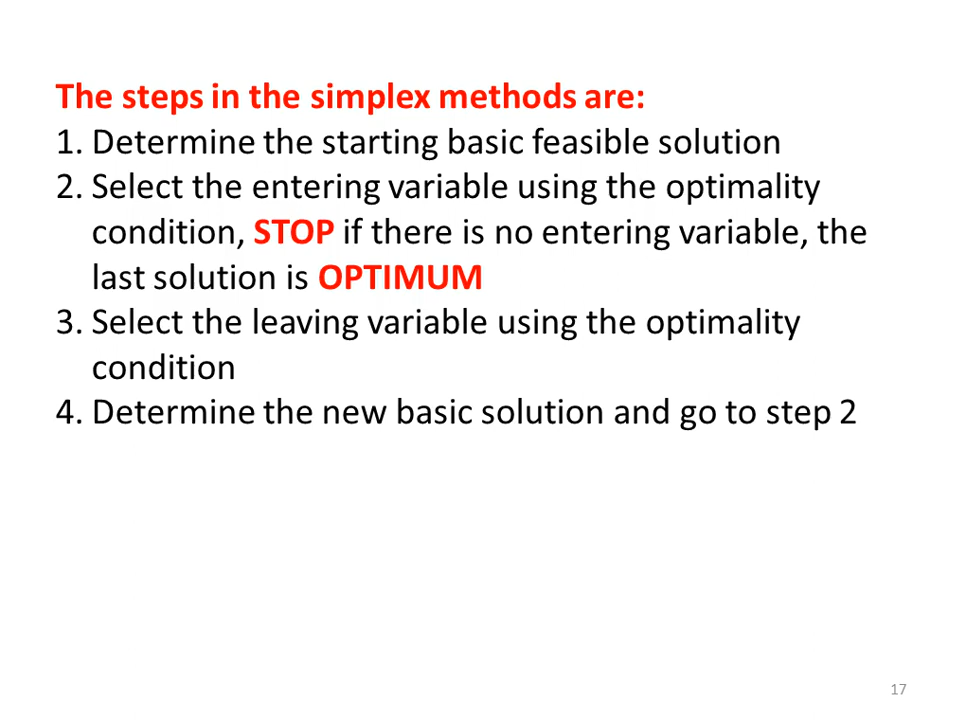 The steps in the simplex methods are:
1. Determine the starting basic feasible solution
2. Select the entering variable using the optimality
condition, STOP if there is no entering variable, the
last solution is OPTIMUM
3. Select the leaving variable using the optimality
condition
4. Determine the new basic solution and go to step 2
17